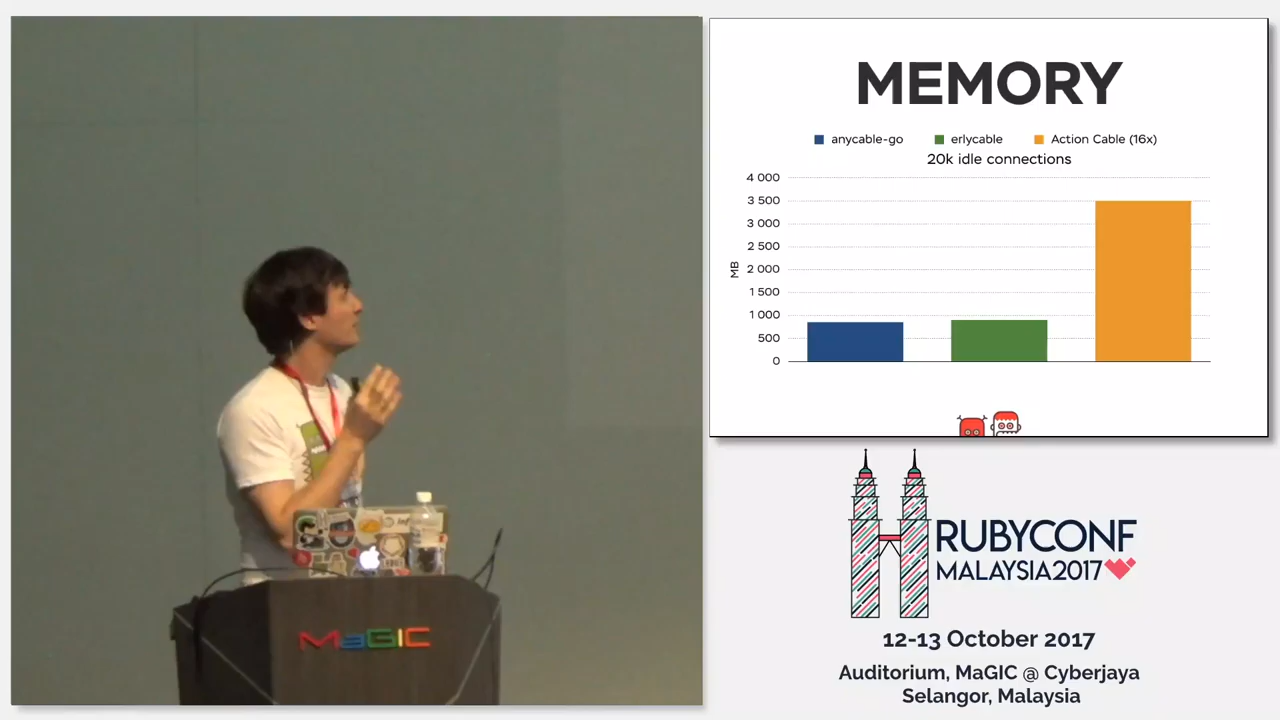 MEMORY
anycable-go
erlycable
Action Cable (16x)
20k idle connections
4 000
3 500
3 000
2 500
2 000
1 500
1 000
500
0
MB
MaGIC
RUBYCONF
MALAYSIA2017
12-13 October 2017
Auditorium, MaGIC @ Cyberjaya
Selangor, Malaysia